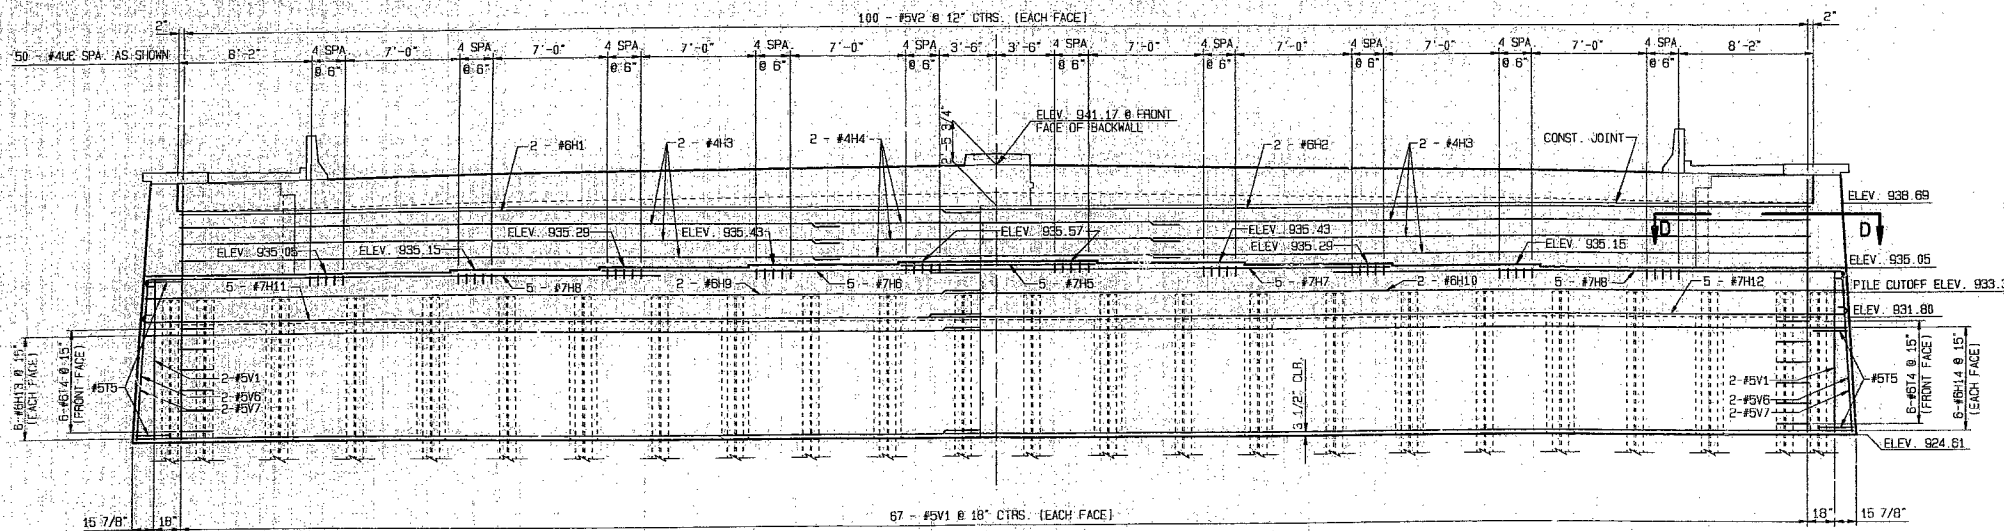 100 - #5V2 @ 12" CTRS. (EACH FACE)
2" 2"
50 - #4UE SPA. AS SHOWN 8'-2" 4 SPA. 7'-0" 4 SPA. 7'-0" 4 SPA. 7'-0" 4 SPA. 7'-0" 4 SPA. 3'-6" 3'-6" 4 SPA. 7'-0" 4 SPA. 7'-0" 4 SPA. 7'-0" 4 SPA. 7'-0" 4 SPA. 8'-2"
@ 6" @ 6" @ 6" @ 6" @ 6" @ 6" @ 6" @ 6" @ 6" @ 6"
2'-5 3/4"
ELEV. 941.17 @ FRONT
FACE OF BACKWALL
2 - #6H1 2 - #4H3 2 - #4H4 2 - #6H2 2 - #4H3 CONST. JOINT
ELEV. 938.69
D D
ELEV. 935.05 ELEV. 935.15 ELEV. 935.29 ELEV. 935.43 ELEV. 935.57 ELEV. 935.43 ELEV. 935.29 ELEV. 935.15
ELEV. 935.05
5 - #7H11 5 - #7H8 2 - #6H9 5 - #7H6 5 - #7H5 5 - #7H7 2 - #6H10 5 - #7H8 5 - #7H12
PILE CUTOFF ELEV. 933.3
ELEV. 931.80
6-#6H13 @ 15"
(EACH FACE)
6-#6T4 @ 15"
(FRONT FACE)
#5T5
2-#5V1
2-#5V6
2-#5V7
3 1/2" CLR.
2-#5V1
2-#5V6
2-#5V7
#5T5
6-#6T4 @ 15"
(FRONT FACE)
6-#6H14 @ 15"
(EACH FACE)
ELEV. 924.61
15 7/8" 18" 67 - #5V1 @ 18" CTRS. (EACH FACE) 18" 15 7/8"